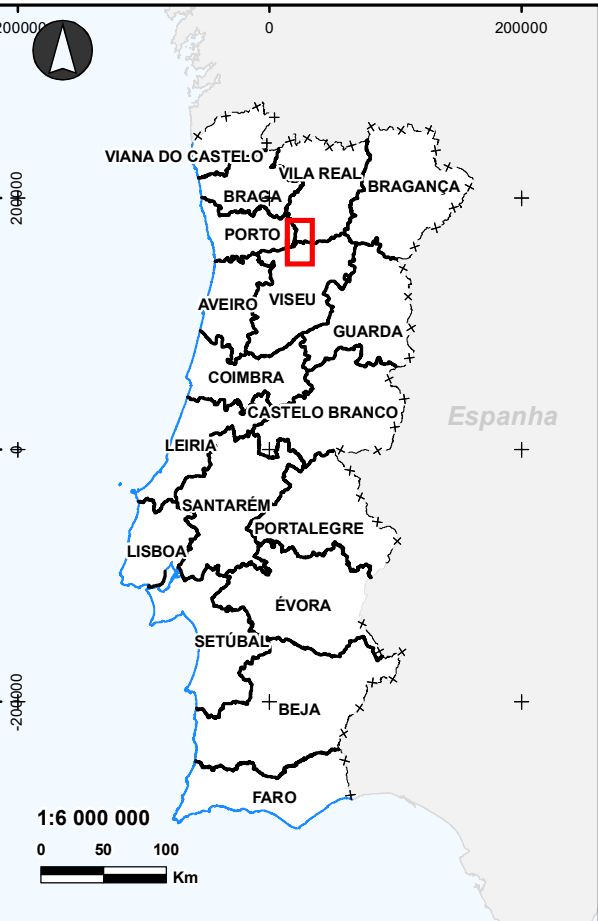 200000
0
200000
VIANA DO CASTELO
VILA REAL
BRAGANÇA
BRAGA
200000
PORTO
AVEIRO
VISEU
GUARDA
COIMBRA
CASTELO BRANCO
Espanha
LEIRIA
0
SANTARÉM
PORTALEGRE
LISBOA
ÉVORA
SETÚBAL
-200000
BEJA
FARO
1:6 000 000
0 50 100
Km